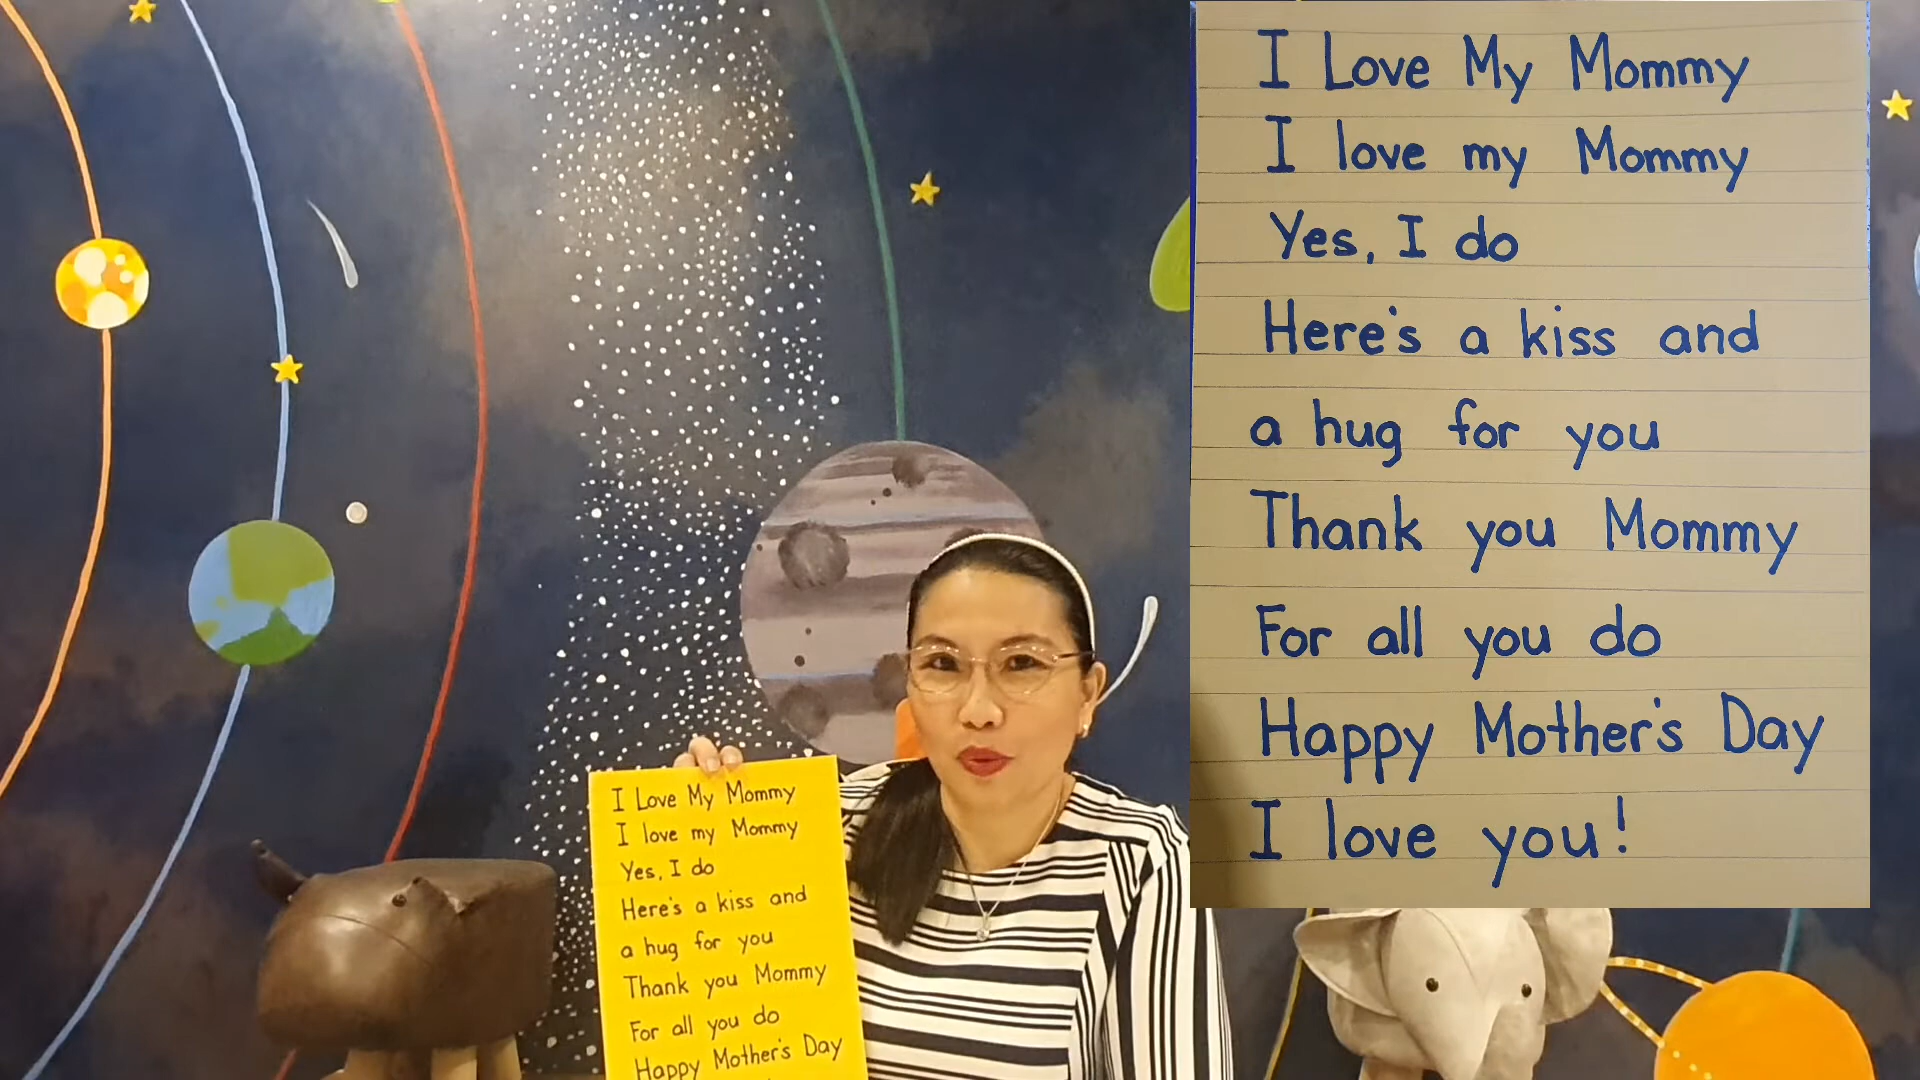 I Love My Mommy
I love my Mommy
Yes, I do
Here's a kiss and
a hug for you
Thank you Mommy
For all you do
Happy Mother's Day
I love you!
I Love My Mommy
I love my Mommy
Yes, I do
Here's a kiss and
a hug for you
Thank you Mommy
For all you do
Happy Mother's Day